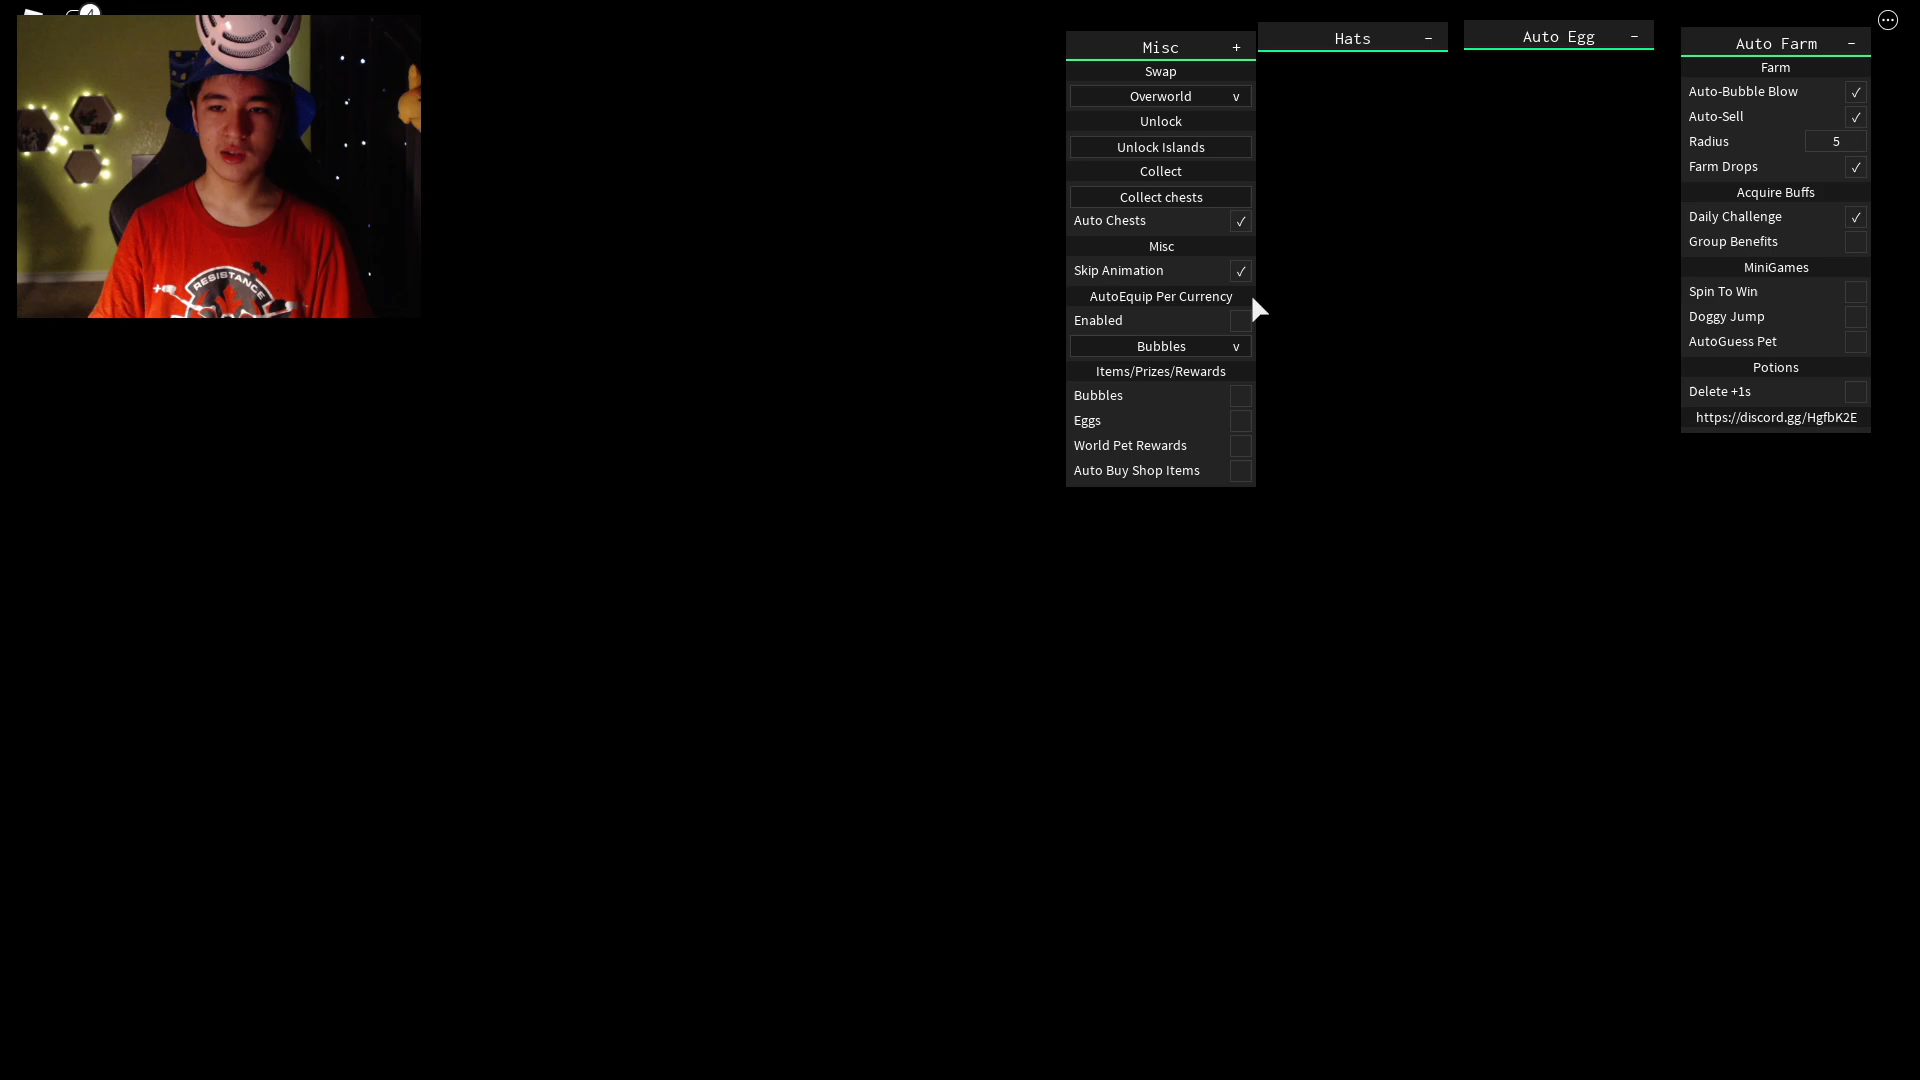 4
RESISTANCE
Misc +
Swap
Overworld v
Unlock
Unlock Islands
Collect
Collect chests
Auto Chests ✓
Misc
Skip Animation ✓
AutoEquip Per Currency
Enabled
Bubbles v
Items/Prizes/Rewards
Bubbles
Eggs
World Pet Rewards
Auto Buy Shop Items
Hats -
Auto Egg -
Auto Farm -
Farm
Auto-Bubble Blow ✓
Auto-Sell ✓
Radius 5
Farm Drops ✓
Acquire Buffs
Daily Challenge ✓
Group Benefits
MiniGames
Spin To Win
Doggy Jump
AutoGuess Pet
Potions
Delete +1s
https://discord.gg/HgfbK2E